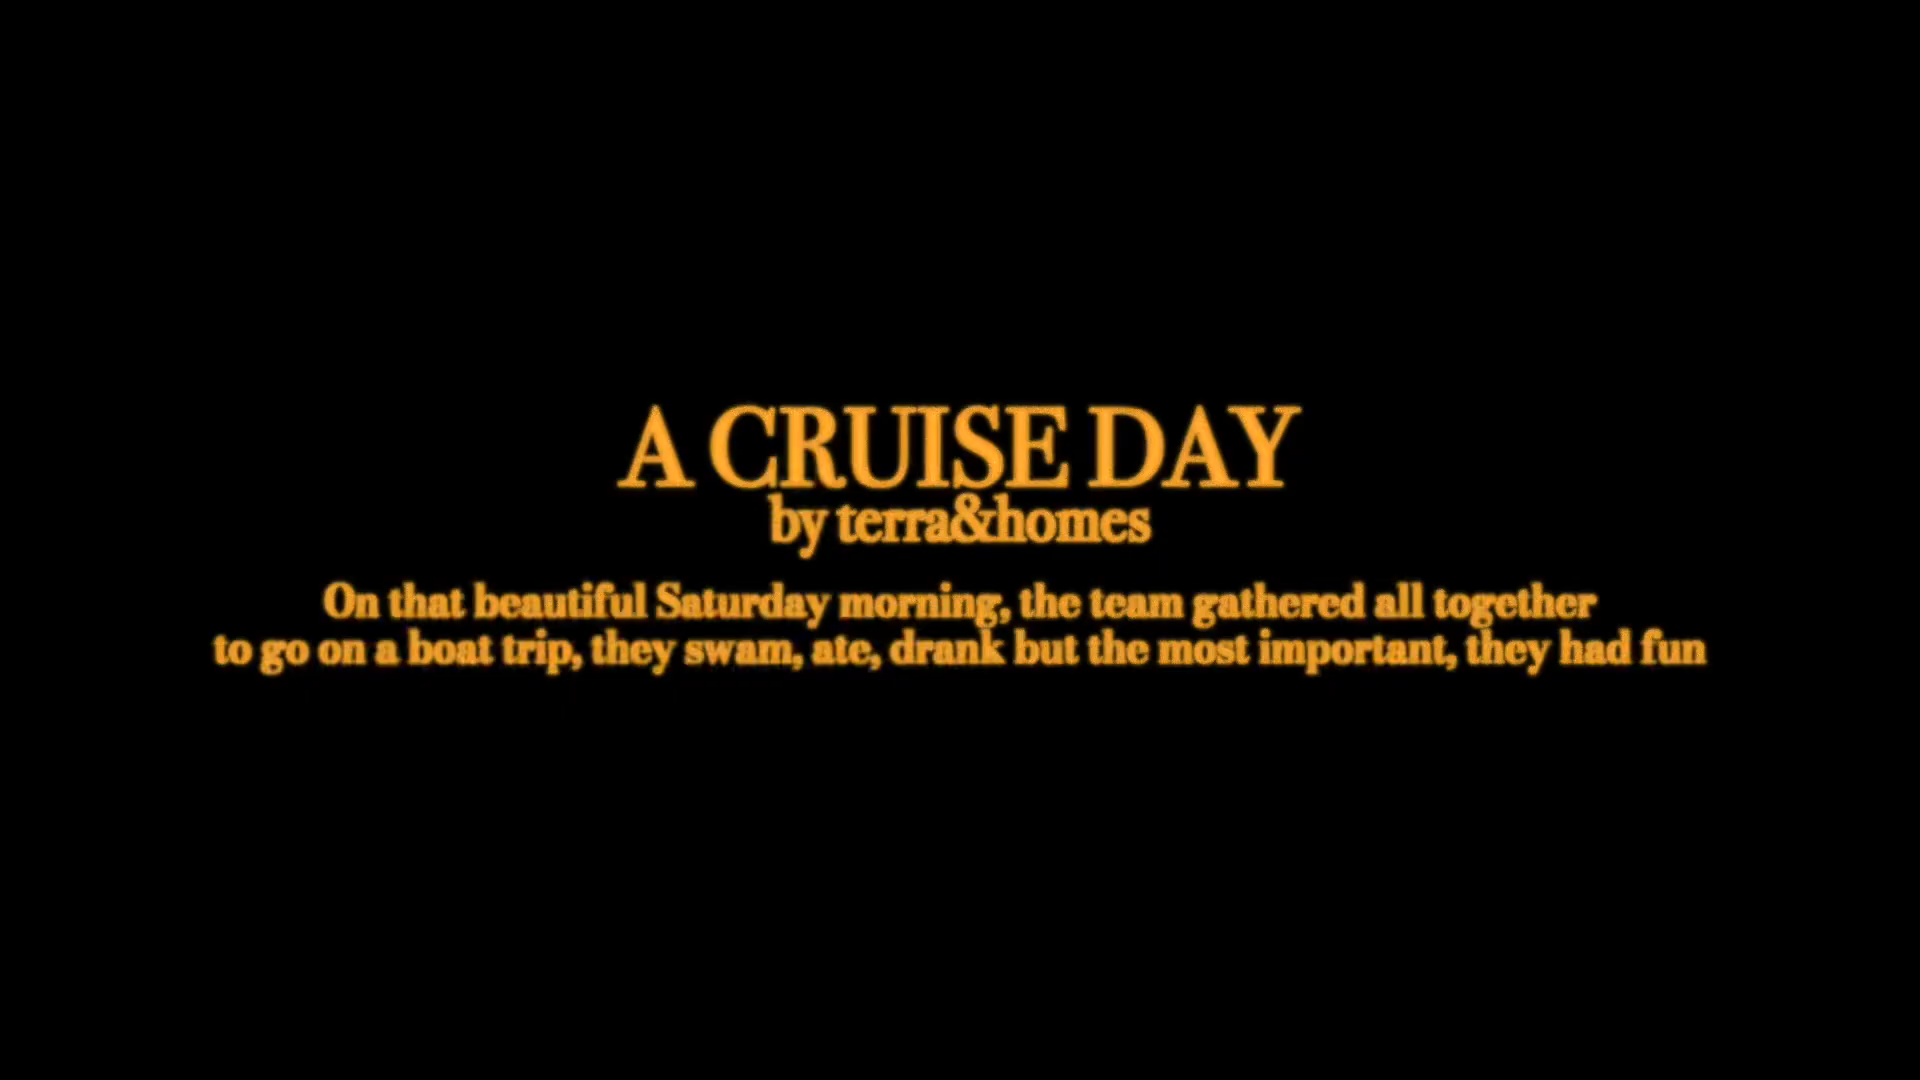 A CRUISE DAY
by terra&homes
On that beautiful Saturday morning, the team gathered all together
to go on a boat trip, they swam, ate, drank but the most important, they had fun